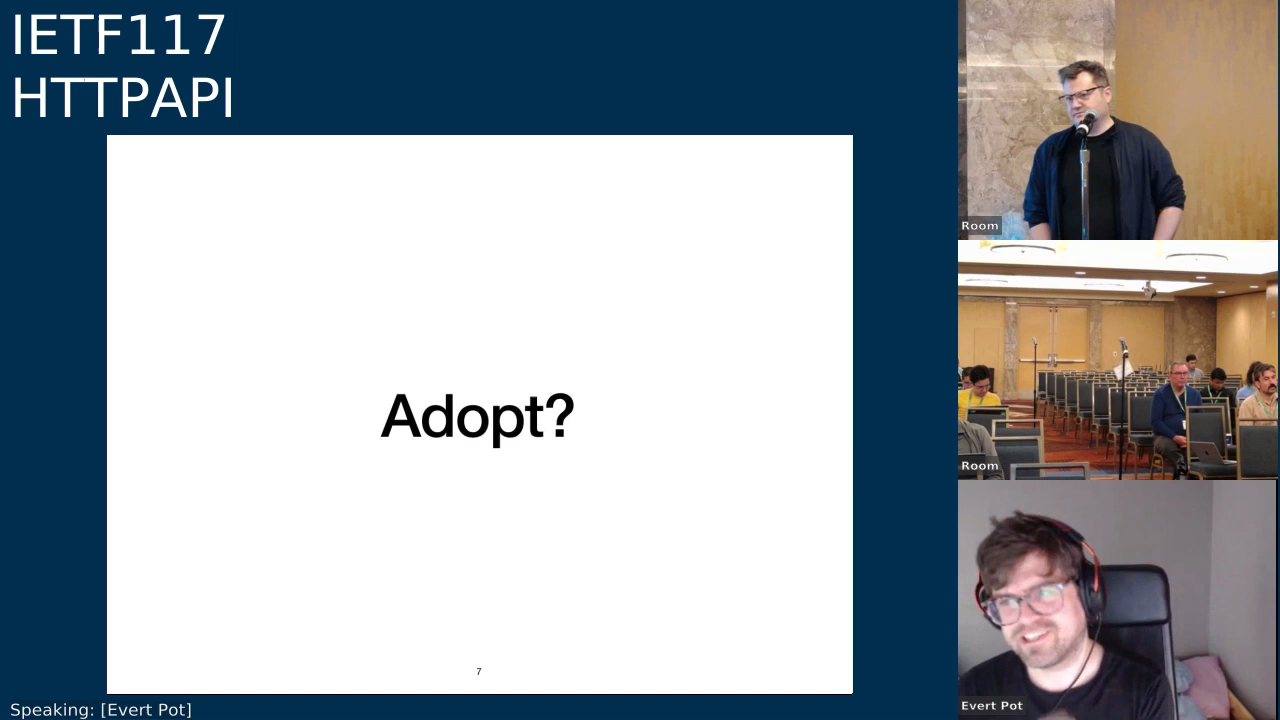 IETF117
HTTPAPI
Adopt?
7
Room
Room
Evert Pot
Speaking: [Evert Pot]